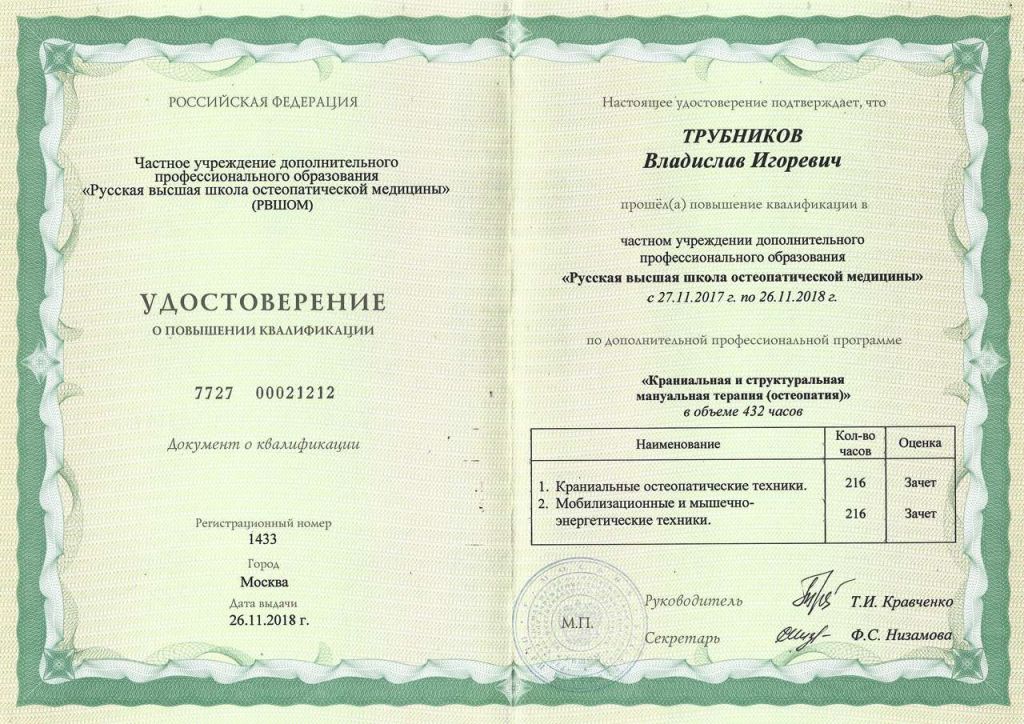 РОССИЙСКАЯ ФЕДЕРАЦИЯ
Частное учреждение дополнительного
профессионального образования
«Русская высшая школа остеопатической медицины»
(РВШОМ)
УДОСТОВЕРЕНИЕ
О ПОВЫШЕНИИ КВАЛИФИКАЦИИ
7727 00021212
Документ о квалификации
Регистрационный номер
1433
Город
Москва
Дата выдачи
26.11.2018 г.
Настоящее удостоверение подтверждает, что
ТРУБНИКОВ
Владислав Игоревич
прошёл(а) повышение квалификации в
частном учреждении дополнительного
профессионального образования
«Русская высшая школа остеопатической медицины»
с 27.11.2017 г. по 26.11.2018 г.
по дополнительной профессиональной программе
«Краниальная и структуральная
мануальная терапия (остеопатия)»
в объеме 432 часов
Наименование Кол-во часов Оценка
1. Краниальные остеопатические техники. 216 Зачет
2. Мобилизационные и мышечно-
энергетические техники. 216 Зачет
М.П.
Руководитель Т.И. Кравченко
Секретарь Ф.С. Низамова